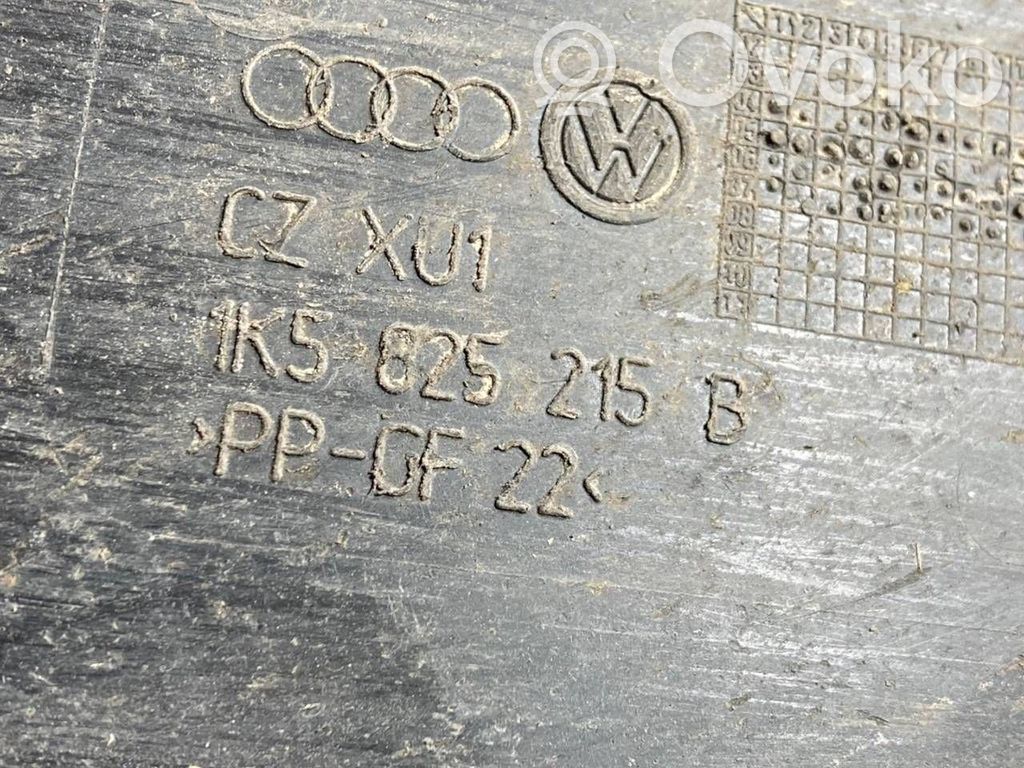 Ovoko
CZ XU1
1K5 825 215 B
>PP-GF 22<